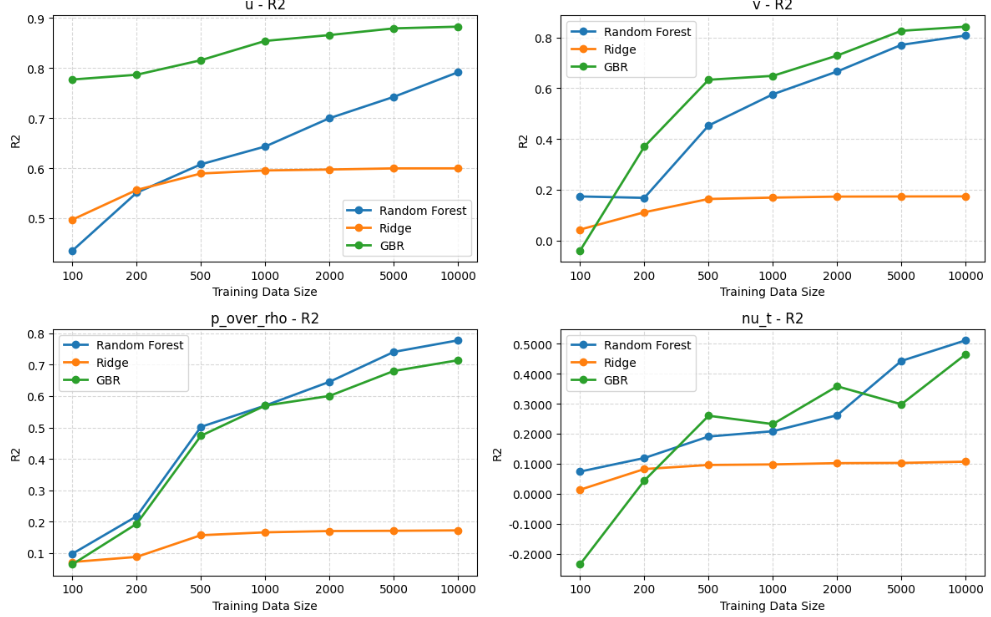 u - R2
0.9
0.8
0.7
0.6
0.5
R2
Random Forest
Ridge
GBR
100 200 500 1000 2000 5000 10000
Training Data Size
v - R2
Random Forest
Ridge
GBR
0.8
0.6
0.4
0.2
0.0
R2
100 200 500 1000 2000 5000 10000
Training Data Size
p_over_rho - R2
Random Forest
Ridge
GBR
0.8
0.7
0.6
0.5
0.4
0.3
0.2
0.1
R2
100 200 500 1000 2000 5000 10000
Training Data Size
nu_t - R2
Random Forest
Ridge
GBR
0.5000
0.4000
0.3000
0.2000
0.1000
0.0000
-0.1000
-0.2000
R2
100 200 500 1000 2000 5000 10000
Training Data Size